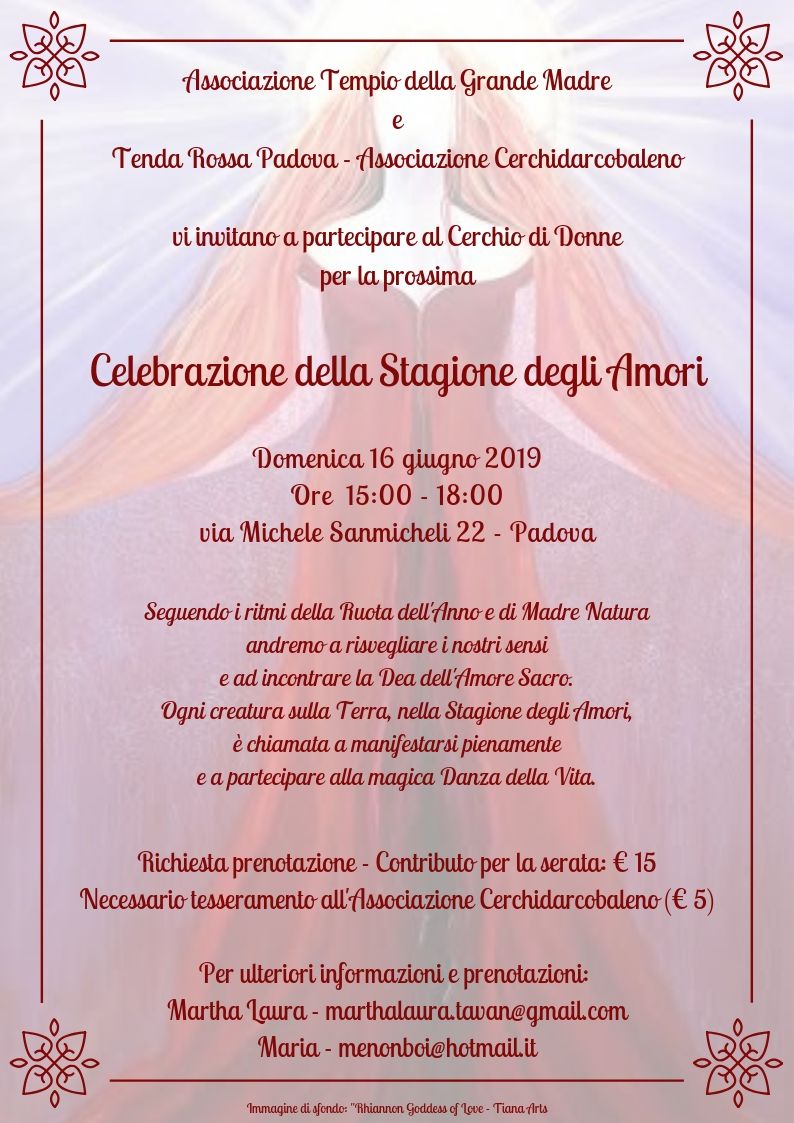 Associazione Tempio della Grande Madre
e
Tenda Rossa Padova - Associazione Cerchidarcobaleno
vi invitano a partecipare al Cerchio di Donne
per la prossima
Celebrazione della Stagione degli Amori
Domenica 16 giugno 2019
Ore 15:00 - 18:00
via Michele Sanmicheli 22 - Padova
Seguendo i ritmi della Ruota dell'Anno e di Madre Natura
andremo a risvegliare i nostri sensi
e ad incontrare la Dea dell'Amore Sacro.
Ogni creatura sulla Terra, nella Stagione degli Amori,
è chiamata a manifestarsi pienamente
e a partecipare alla magica Danza della Vita.
Richiesta prenotazione - Contributo per la serata: € 15
Necessario tesseramento all'Associazione Cerchidarcobaleno (€ 5)
Per ulteriori informazioni e prenotazioni:
Martha Laura - marthalaura.tavan@gmail.com
Maria - menonboi@hotmail.it
Immagine di sfondo: "Rhiannon Goddess of Love - Tiana Arts